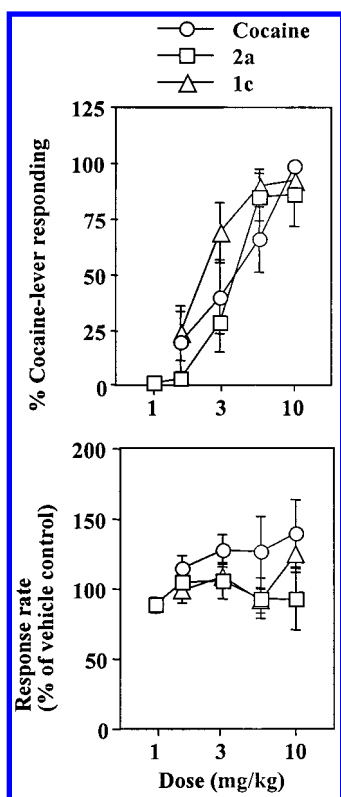 Cocaine
2a
1c
% Cocaine-lever responding
125
100
75
50
25
0
1 3 10
Response rate
(% of vehicle control)
200
150
100
50
0
1 3 10
Dose (mg/kg)